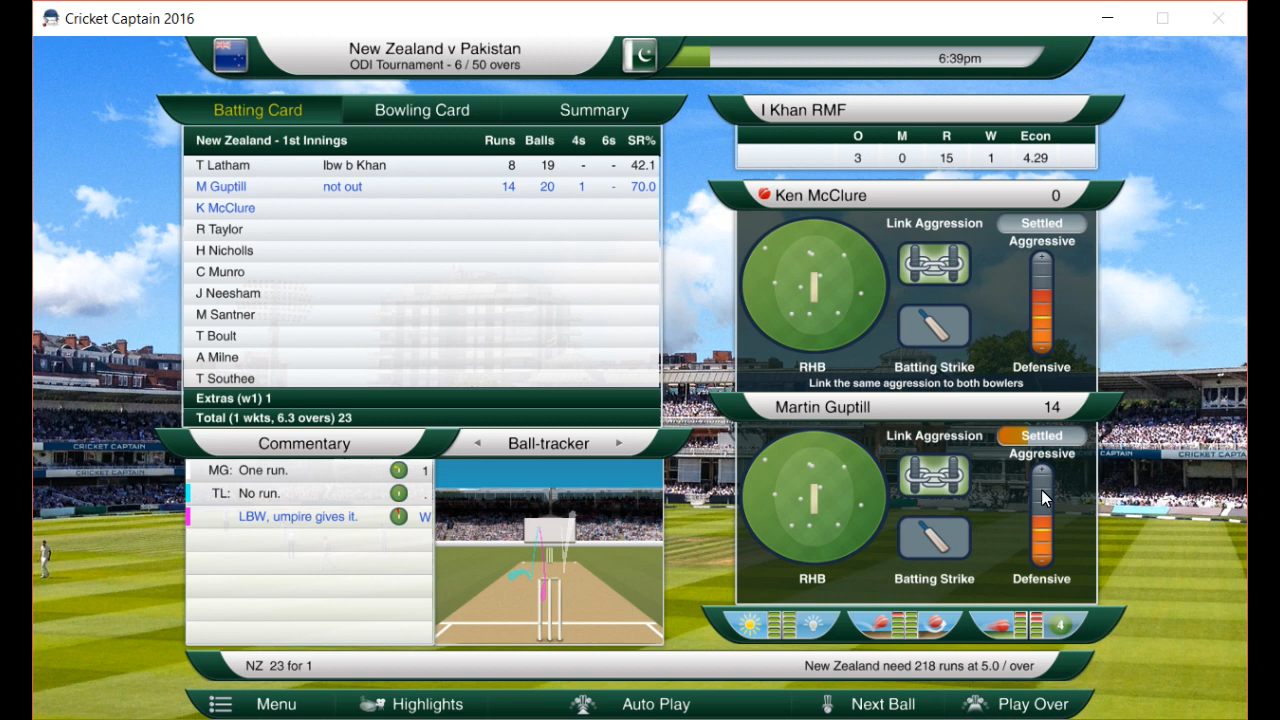 Cricket Captain 2016
New Zealand v Pakistan
ODI Tournament - 6 / 50 overs
6:39pm
Batting Card Bowling Card Summary
New Zealand - 1st Innings Runs Balls 4s 6s SR%
T Latham lbw b Khan 8 19 - - 42.1
M Guptill not out 14 20 1 - 70.0
K McClure
R Taylor
H Nicholls
C Munro
J Neesham
M Santner
T Boult
A Milne
T Southee
Extras (w1) 1
Total (1 wkts, 6.3 overs) 23
I Khan RMF
O M R W Econ
3 0 15 1 4.29
Ken McClure 0
Link Aggression Settled
Aggressive
RHB Batting Strike Defensive
Link the same aggression to both bowlers
Martin Guptill 14
Link Aggression Settled
Aggressive
RHB Batting Strike Defensive
4
Commentary Ball-tracker
MG: One run. 1
TL: No run. .
LBW, umpire gives it. W
CRICKET CAPTAIN
CRICKET CAPTAIN
CAPTAIN CRICKET CAPTAIN
NZ 23 for 1 New Zealand need 218 runs at 5.0 / over
Menu Highlights Auto Play Next Ball Play Over